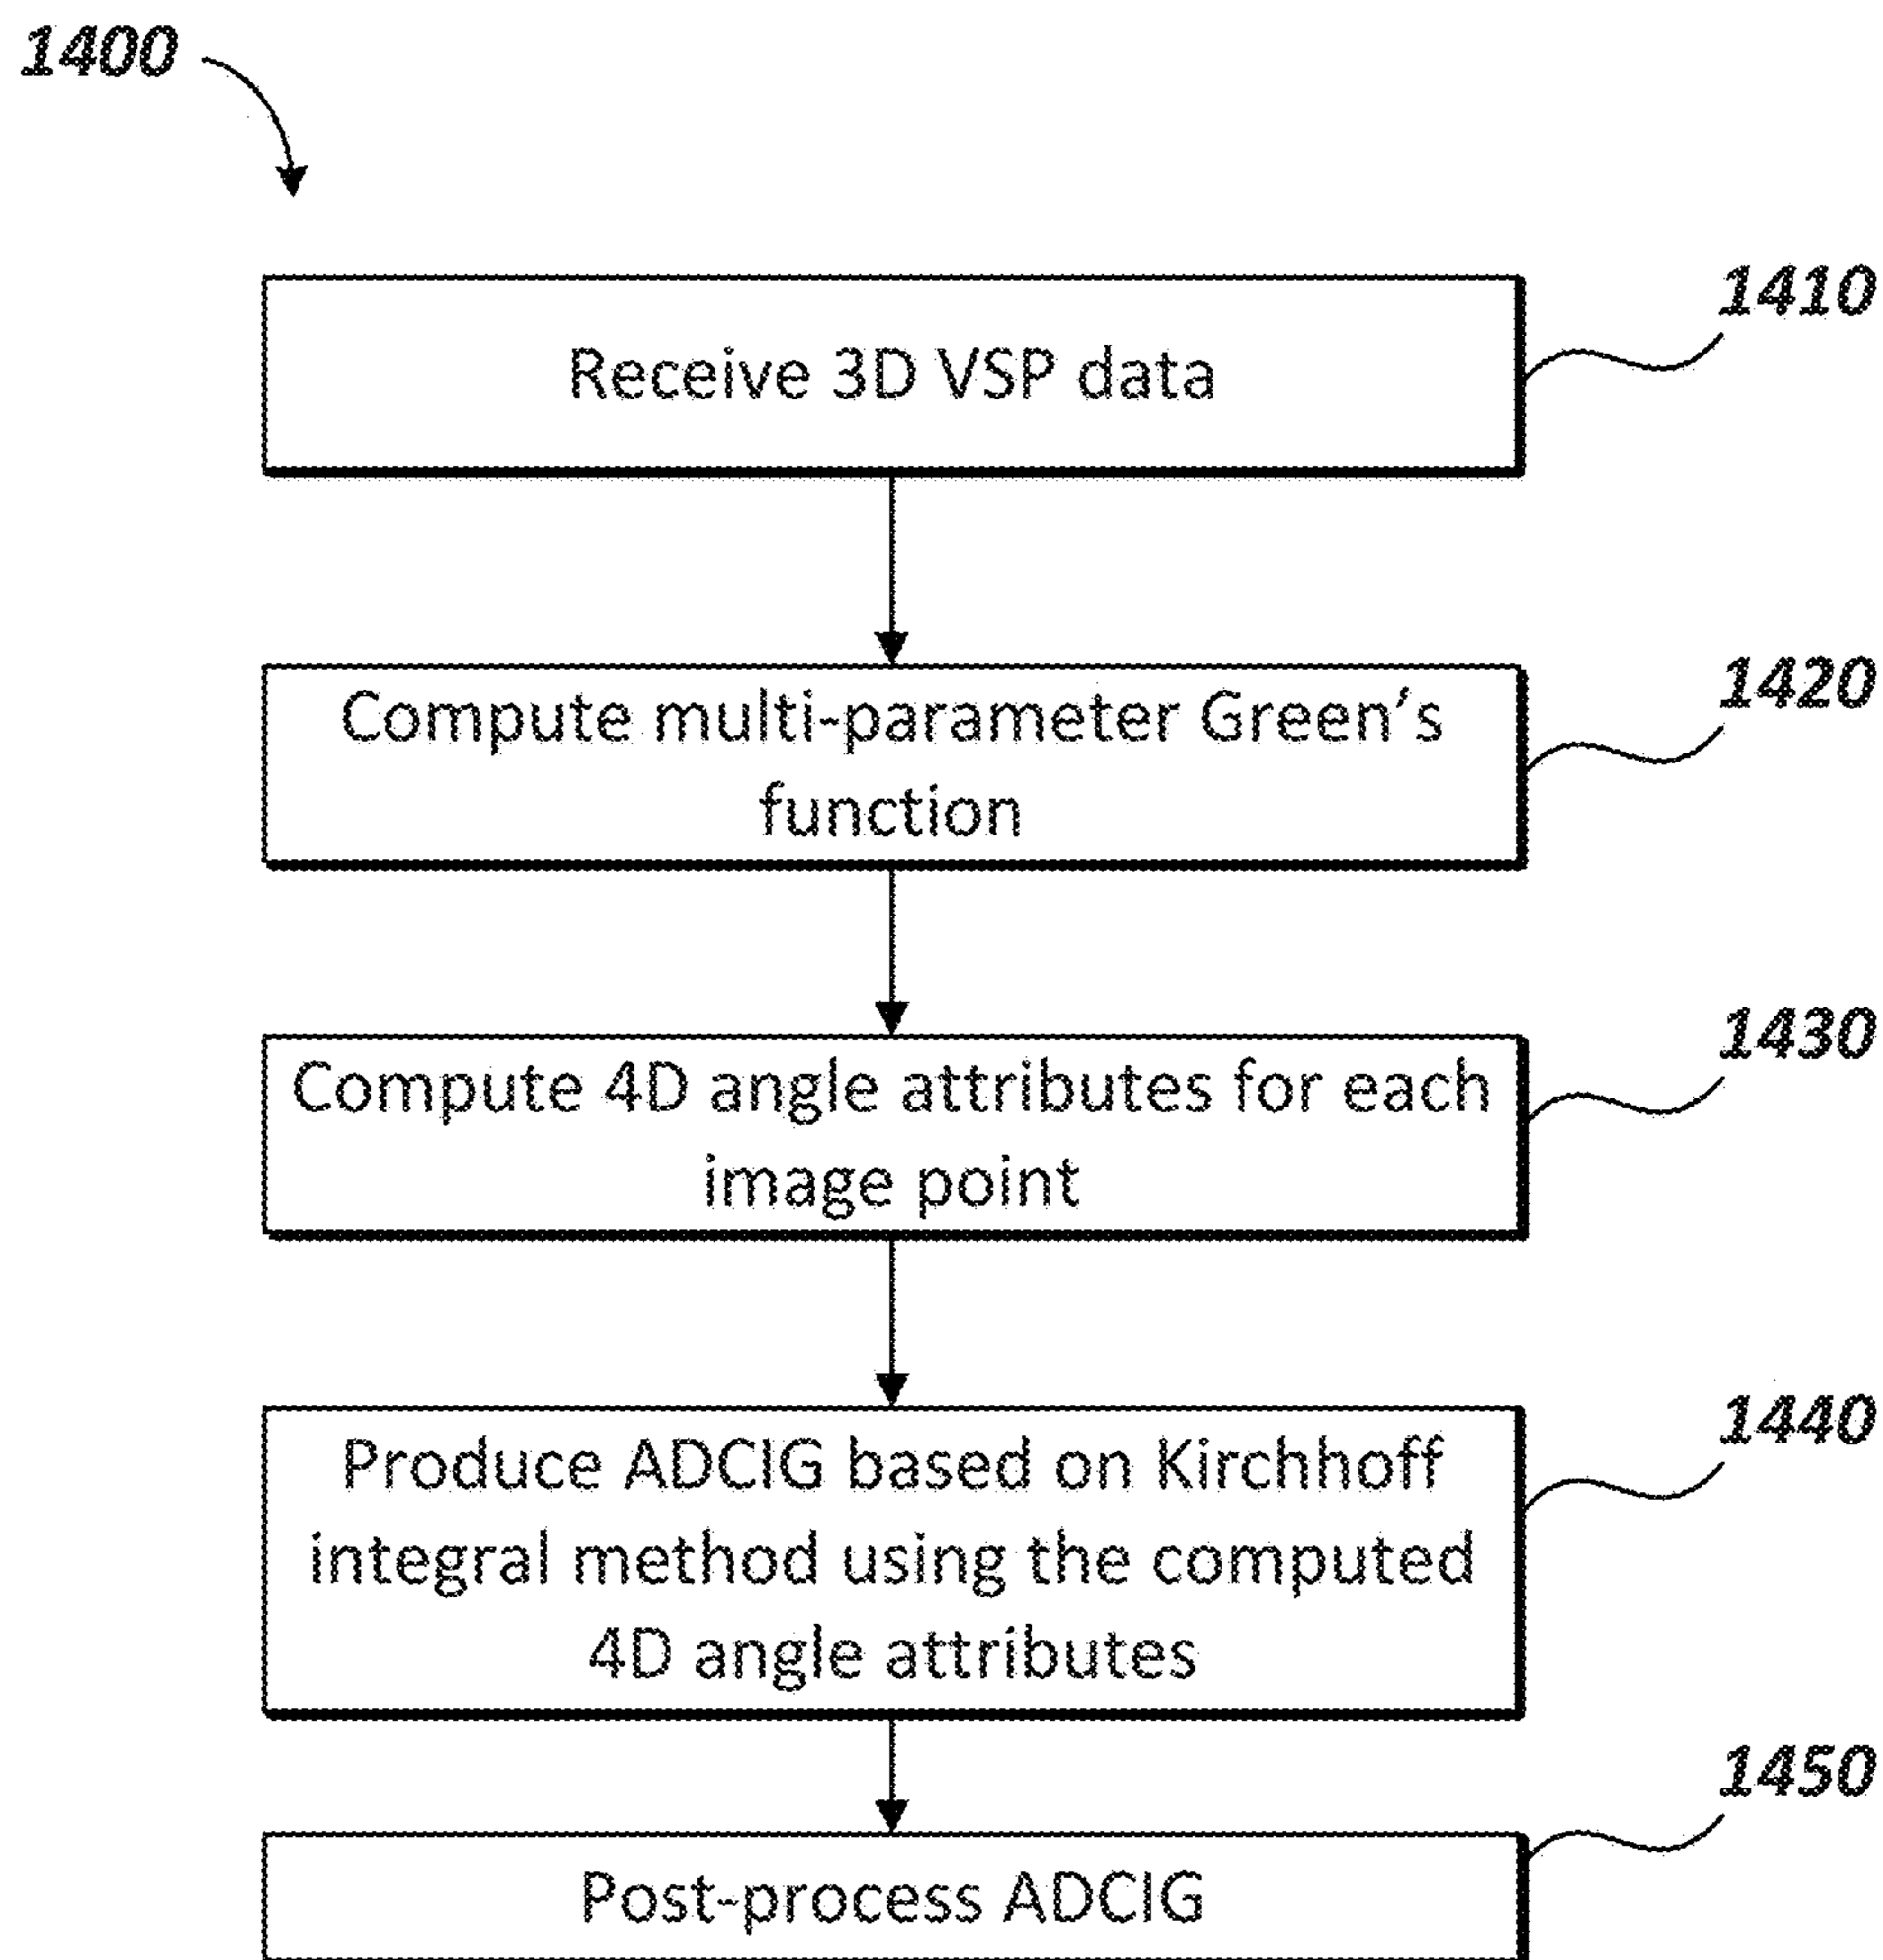 1400
1410
Receive 3D VSP data
1420
Compute multi-parameter Green's
function
1430
Compute 4D angle attributes for each
image point
1440
Produce ADCIG based on Kirchhoff
integral method using the computed
4D angle attributes
1450
Post-process ADCIG